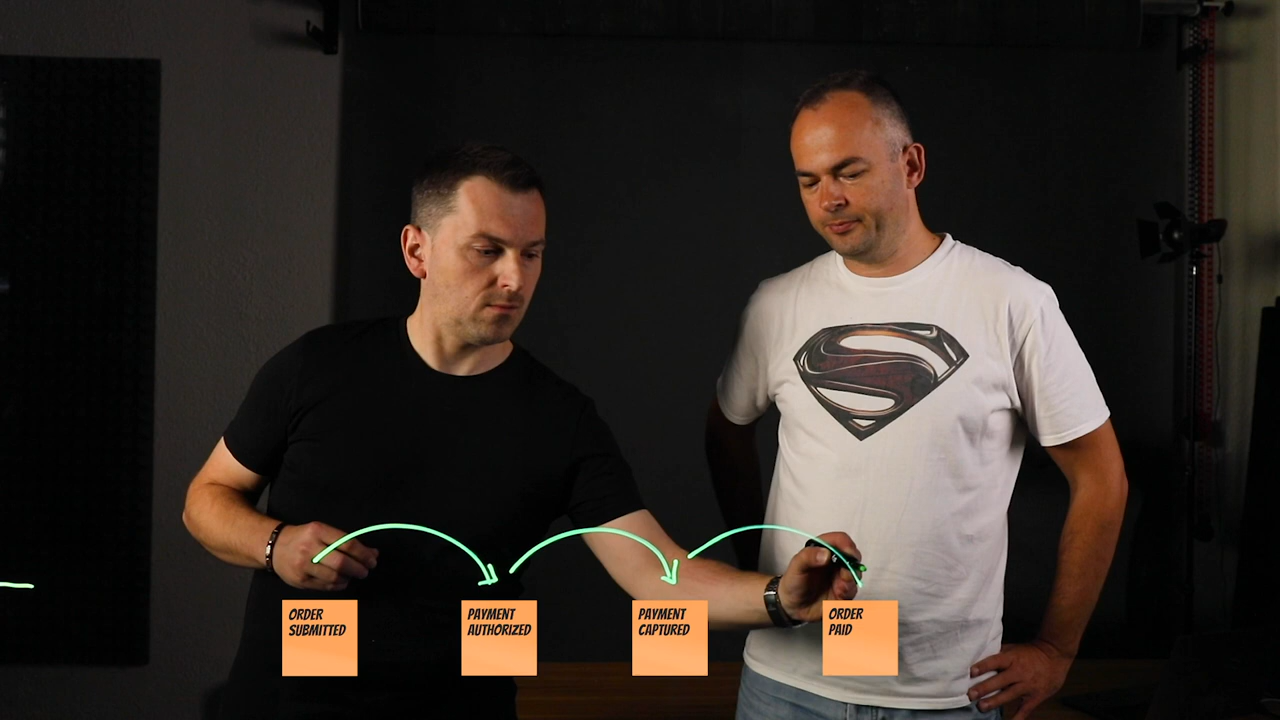 ORDER
SUBMITTED
PAYMENT
AUTHORIZED
PAYMENT
CAPTURED
ORDER
PAID